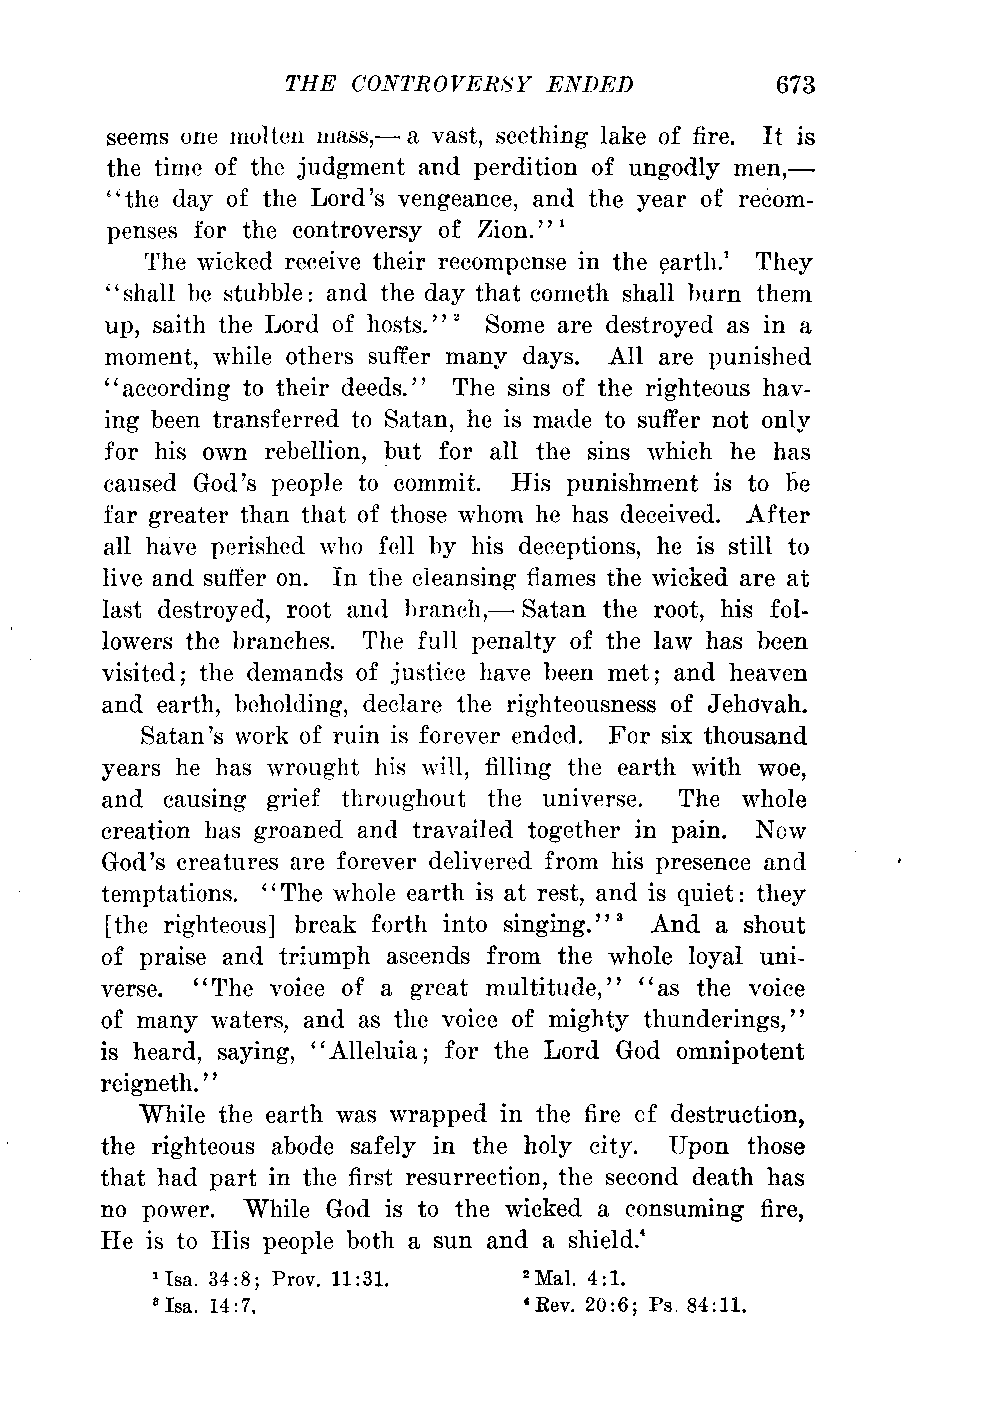 THE CONTROVERSY ENDED 673
seems one molten mass,— a vast, seething lake of fire. It is
the time of the judgment and perdition of ungodly men,—
‘‘the day of the Lord’s vengeance, and the year of recom-
penses for the controversy of Zion.’’¹
The wicked receive their recompense in the earth.¹ They
‘‘shall be stubble: and the day that cometh shall burn them
up, saith the Lord of hosts.’’² Some are destroyed as in a
moment, while others suffer many days. All are punished
‘‘according to their deeds.’’ The sins of the righteous hav-
ing been transferred to Satan, he is made to suffer not only
for his own rebellion, but for all the sins which he has
caused God’s people to commit. His punishment is to be
far greater than that of those whom he has deceived. After
all have perished who fell by his deceptions, he is still to
live and suffer on. In the cleansing flames the wicked are at
last destroyed, root and branch,— Satan the root, his fol-
lowers the branches. The full penalty of the law has been
visited; the demands of justice have been met; and heaven
and earth, beholding, declare the righteousness of Jehovah.
Satan’s work of ruin is forever ended. For six thousand
years he has wrought his will, filling the earth with woe,
and causing grief throughout the universe. The whole
creation has groaned and travailed together in pain. Now
God’s creatures are forever delivered from his presence and
temptations. ‘‘The whole earth is at rest, and is quiet: they
[the righteous] break forth into singing.’’³ And a shout
of praise and triumph ascends from the whole loyal uni-
verse. ‘‘The voice of a great multitude,’’ ‘‘as the voice
of many waters, and as the voice of mighty thunderings,’’
is heard, saying, ‘‘Alleluia; for the Lord God omnipotent
reigneth.’’
While the earth was wrapped in the fire of destruction,
the righteous abode safely in the holy city. Upon those
that had part in the first resurrection, the second death has
no power. While God is to the wicked a consuming fire,
He is to His people both a sun and a shield.⁴
¹ Isa. 34:8; Prov. 11:31. ² Mal. 4:1.
³ Isa. 14:7. ⁴ Rev. 20:6; Ps. 84:11.